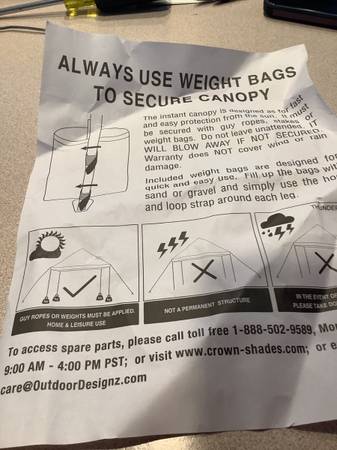 ALWAYS USE WEIGHT BAGS
TO SECURE CANOPY
The instant canopy is designed as for fast
and easy protection from the sun. It must
be secured with guy ropes, stakes or
weight bags. Do not leave unattended. IT
WILL BLOW AWAY IF NOT SECURED.
Warranty does NOT cover wind or rain
damage.
Included weight bags are designed for
quick and easy use. Fill up the bags with
sand or gravel and simply use the
and loop strap around each leg.
GUY ROPES OR WEIGHTS MUST BE APPLIED.
HOME & LEISURE USE
NOT A PERMANENT STRUCTURE
IN THE EVENT OF
PLEASE TAKE
To access spare parts, please call toll free 1-888-502-9589,
9:00 AM - 4:00 PM PST; or visit www.crown-shades.com; or
care@OutdoorDesignz.com